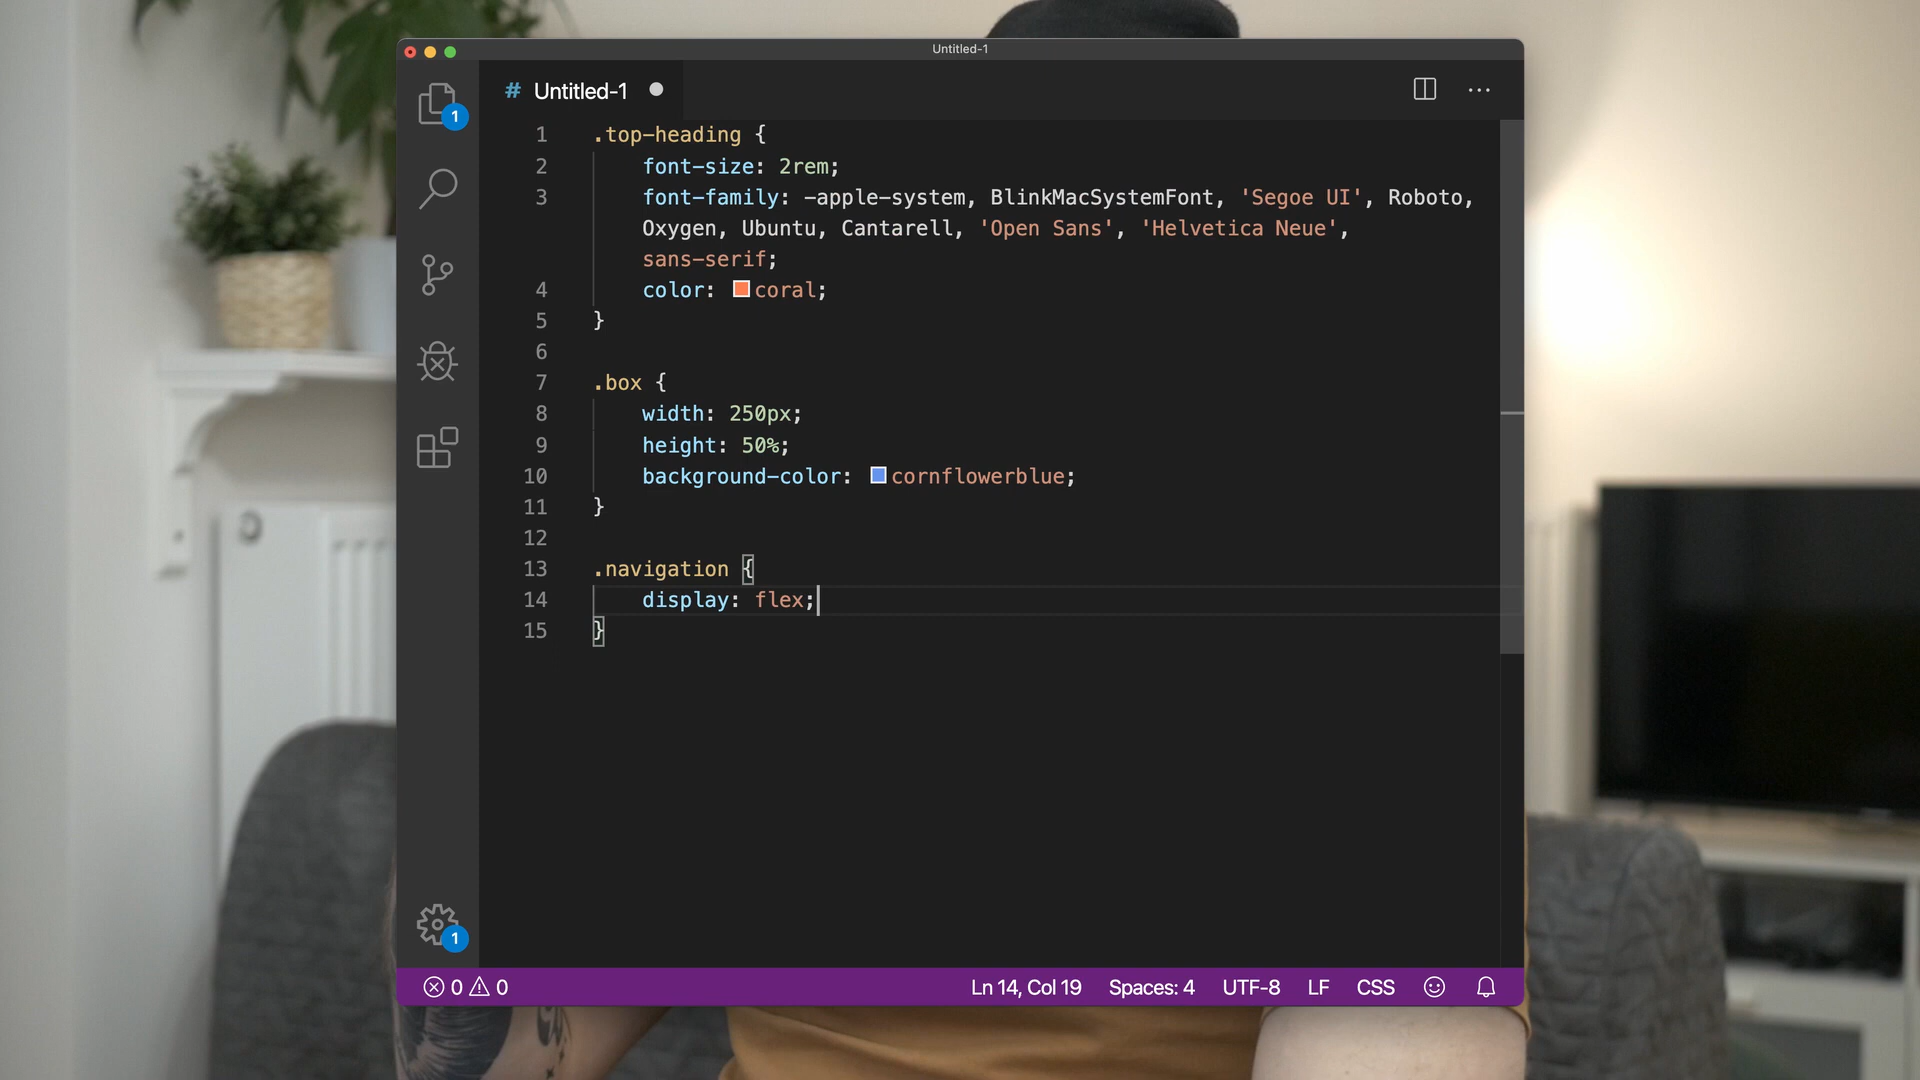 Untitled-1
# Untitled-1
1
1 .top-heading {
2 font-size: 2rem;
3 font-family: -apple-system, BlinkMacSystemFont, 'Segoe UI', Roboto,
Oxygen, Ubuntu, Cantarell, 'Open Sans', 'Helvetica Neue',
sans-serif;
4 color: coral;
5 }
6
7 .box {
8 width: 250px;
9 height: 50%;
10 background-color: cornflowerblue;
11 }
12
13 .navigation {
14 display: flex;
15 }
1
0 0 Ln 14, Col 19 Spaces: 4 UTF-8 LF CSS